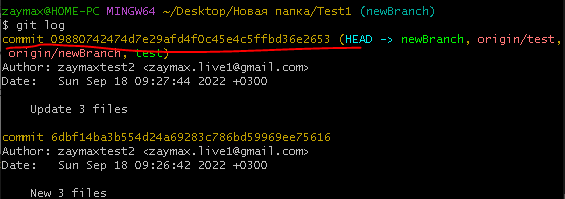 zaymax@HOME-PC MINGW64 ~/Desktop/Новая папка/Test1 (newBranch)
$ git log
commit 09880742474d7e29afd4f0c45e4c5ffbd36e2653 (HEAD -> newBranch, origin/test,
 origin/newbranch, test)
Author: zaymaxtest2 <zaymax.live1@gmail.com>
Date:   Sun Sep 18 09:27:44 2022 +0300

    Update 3 files

commit 6dbf14ba3b554d24a69283c786bd59969ee75616
Author: zaymaxtest2 <zaymax.live1@gmail.com>
Date:   Sun Sep 18 09:26:42 2022 +0300

    New 3 files